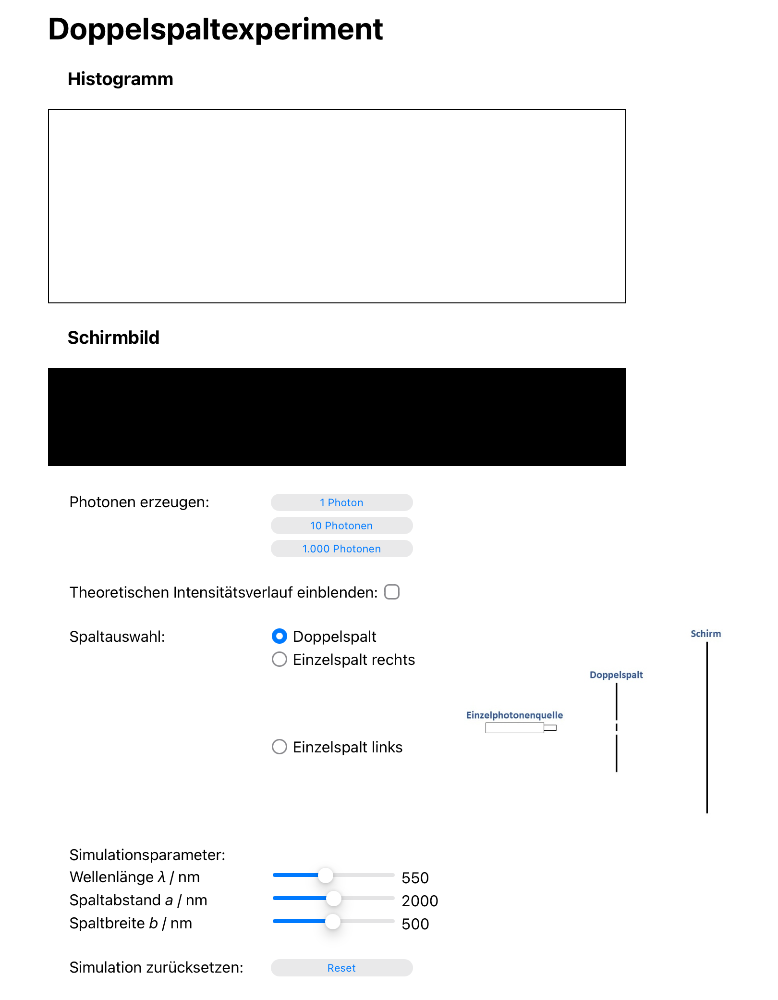 Doppelspaltexperiment
Histogramm
Schirmbild
Photonen erzeugen:
1 Photon
10 Photonen
1.000 Photonen
Theoretischen Intensitätsverlauf einblenden:
Spaltauswahl:
Doppelspalt
Einzelspalt rechts
Einzelspalt links
Schirm
Doppelspalt
Einzelphotonenquelle
Simulationsparameter:
Wellenlänge λ / nm 550
Spaltabstand a / nm 2000
Spaltbreite b / nm 500
Simulation zurücksetzen: Reset